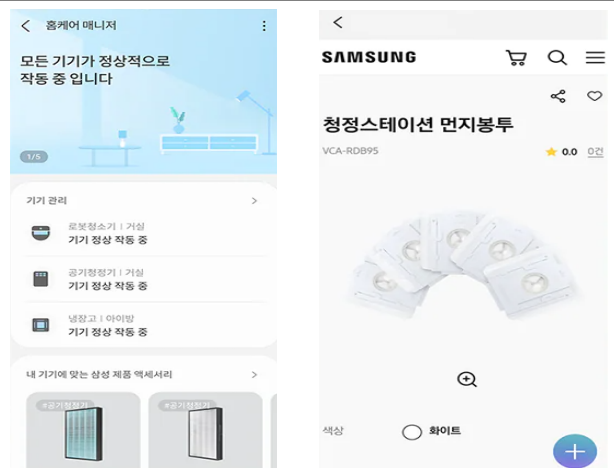 홈케어 매니저
모든 기기가 정상적으로
작동 중 입니다
1/5
기기 관리
로봇청소기 | 거실
기기 정상 작동 중
공기청정기 | 거실
기기 정상 작동 중
냉장고 | 아이방
기기 정상 작동 중
내 기기에 맞는 삼성 제품 액세서리
#공기청정기
#공기청정기
SAMSUNG
청정스테이션 먼지봉투
VCA-RDB95
0.0 0건
색상
화이트